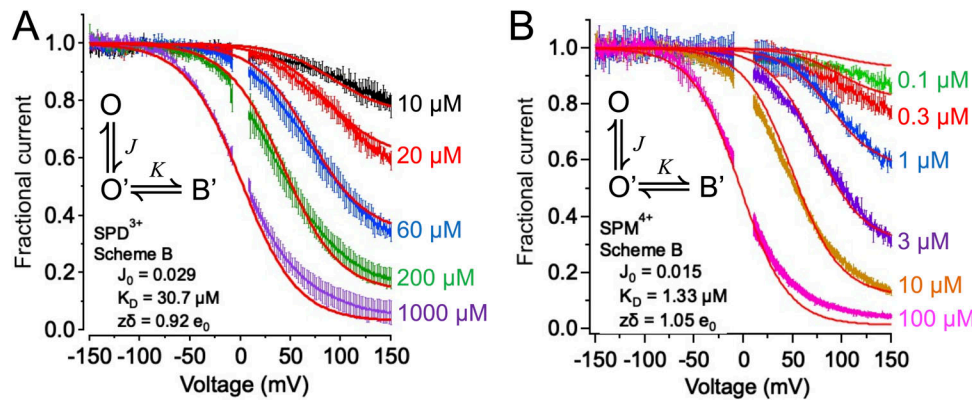 A
Fractional current
1.0
0.8
0.6
0.4
0.2
0.0
O
J
O' K B'
SPD3+
Scheme B
J0 = 0.029
KD = 30.7 µM
zδ = 0.92 e0
10 µM
20 µM
60 µM
200 µM
1000 µM
-150 -100 -50 0 50 100 150
Voltage (mV)
B
Fractional current
1.0
0.8
0.6
0.4
0.2
0.0
O
J
O' K B'
SPM4+
Scheme B
J0 = 0.015
KD = 1.33 µM
zδ = 1.05 e0
0.1 µM
0.3 µM
1 µM
3 µM
10 µM
100 µM
-150 -100 -50 0 50 100 150
Voltage (mV)